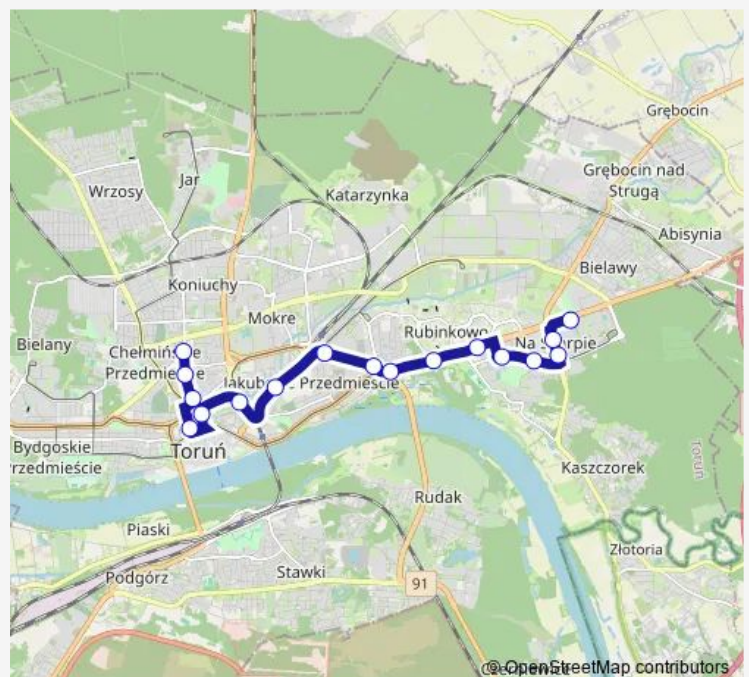 Grębocin
Grębocin nad
Strugą
Jar
Wrzosy
Katarzynka
Abisynia
Bielawy
Koniuchy
Mokre
Rubinkowo
Bielany
Chełmińskie
Przedmieście
Na Skarpie
Jakubskie Przedmieście
Toruń
Bydgoskie
Przedmieście
Kaszczorek
Toruń
Rudak
Piaski
Złotoria
Podgórz
Stawki
91
© OpenStreetMap contributors